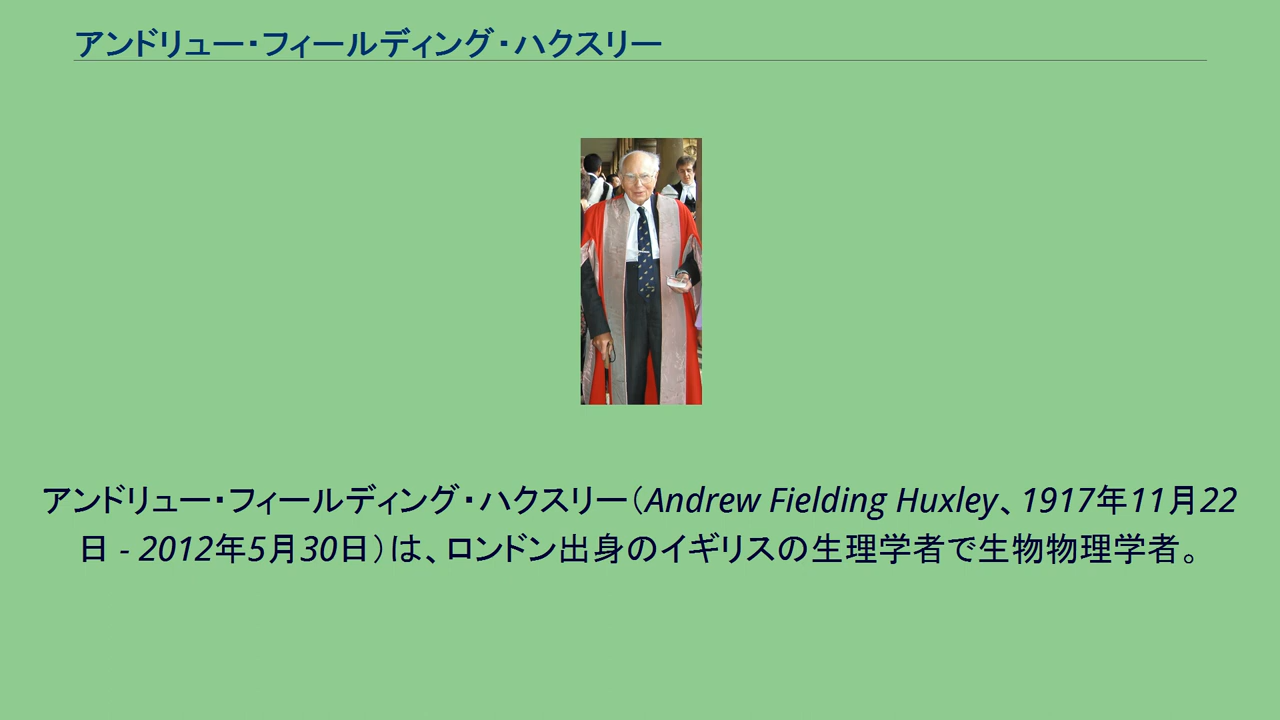 アンドリュー・フィールディング・ハクスリー
アンドリュー・フィールディング・ハクスリー（Andrew Fielding Huxley、1917年11月22
日 - 2012年5月30日）は、ロンドン出身のイギリスの生理学者で生物物理学者。